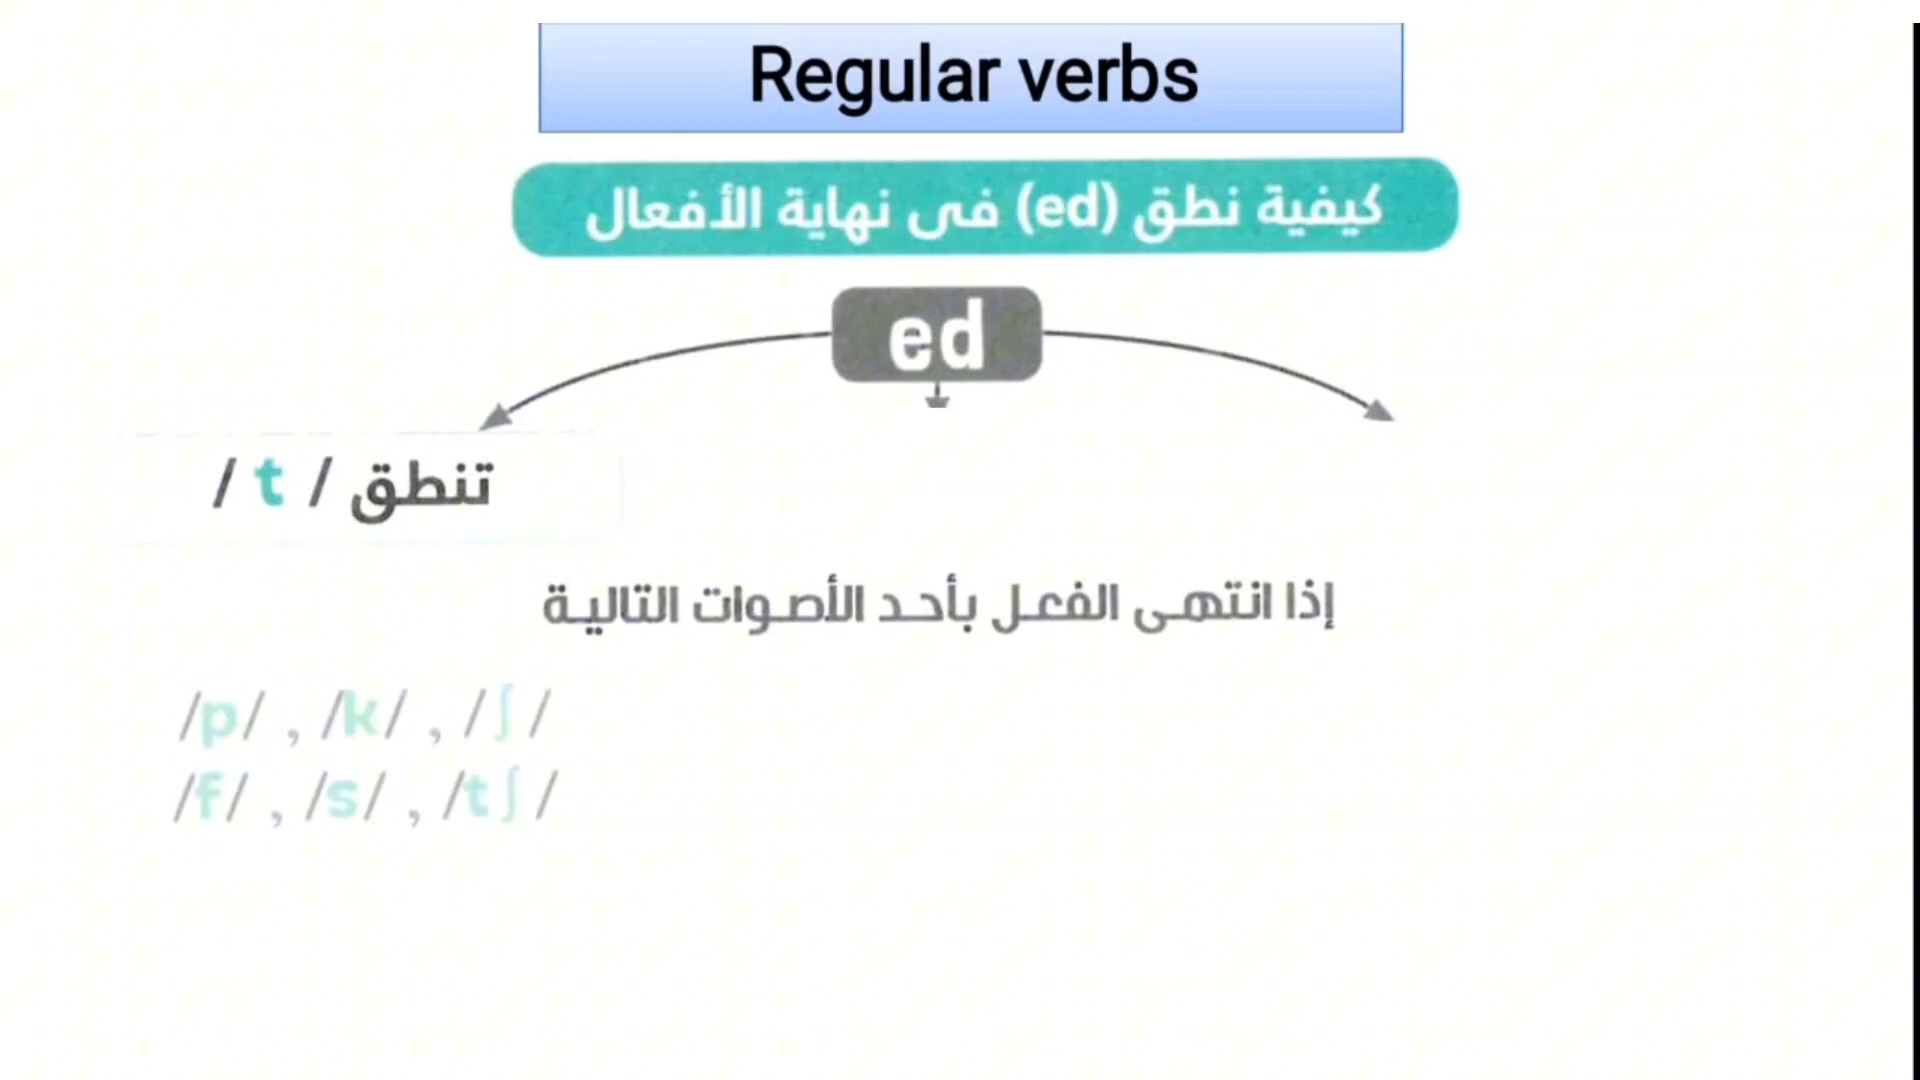 Regular verbs
كيفية نطق (ed) فى نهاية الأفعال
ed
تنطق / t /
إذا انتهى الفعل بأحد الأصوات التالية
/p/ , /k/ , /ʃ/
/f/ , /s/ , /tʃ/